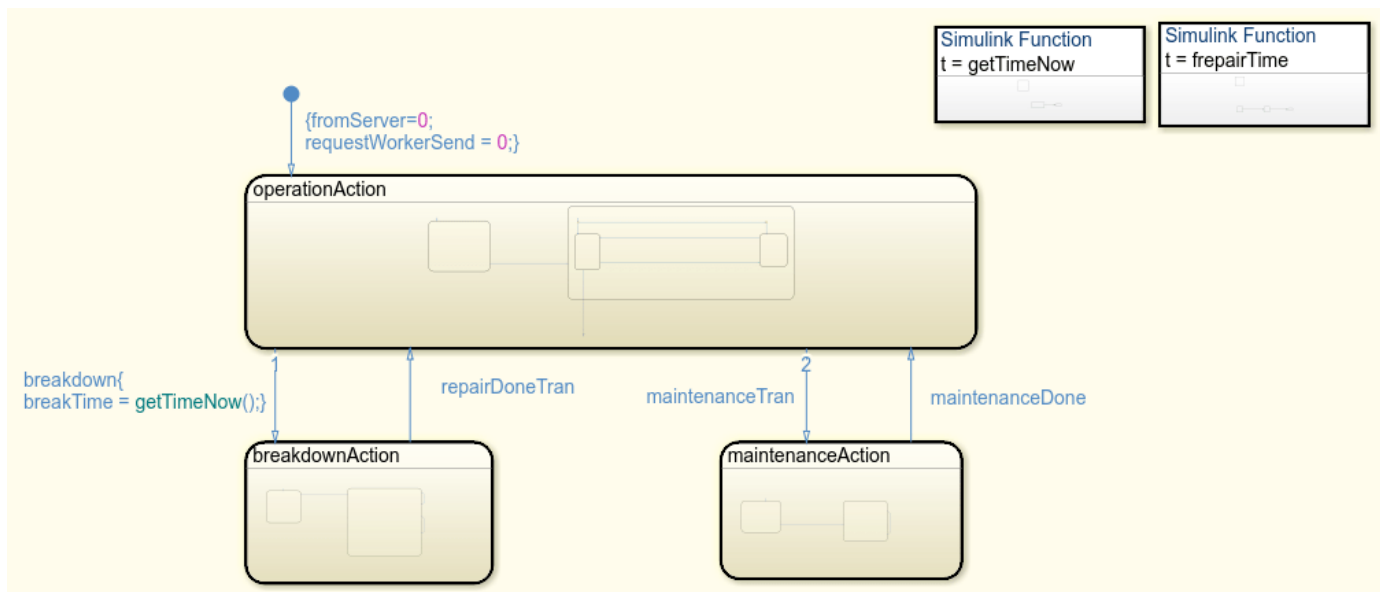 Simulink Function
t = getTimeNow
Simulink Function
t = frepairTime
{fromServer=0;
requestWorkerSend = 0;}
operationAction
1
2
breakdown{
breakTime = getTimeNow();}
repairDoneTran
maintenanceTran
maintenanceDone
breakdownAction
maintenanceAction